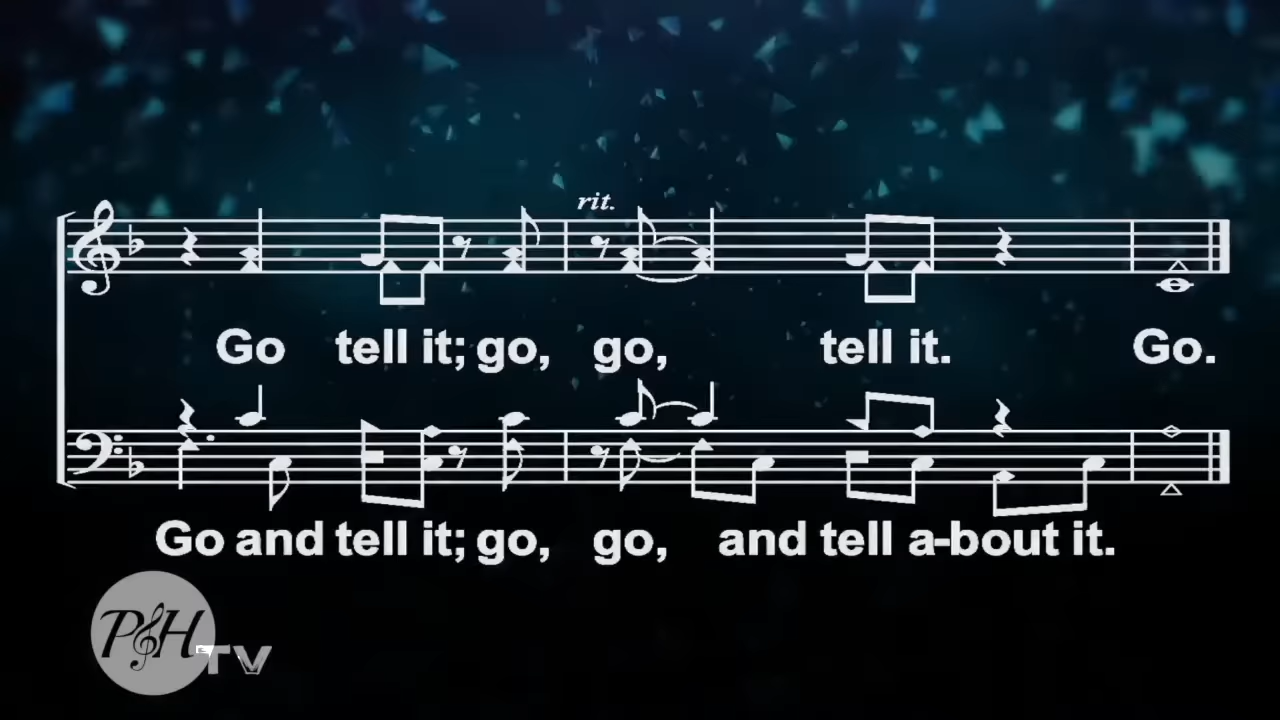 rit.
Go tell it; go, go, tell it. Go.
Go and tell it; go, go, and tell a-bout it.
PH
TV